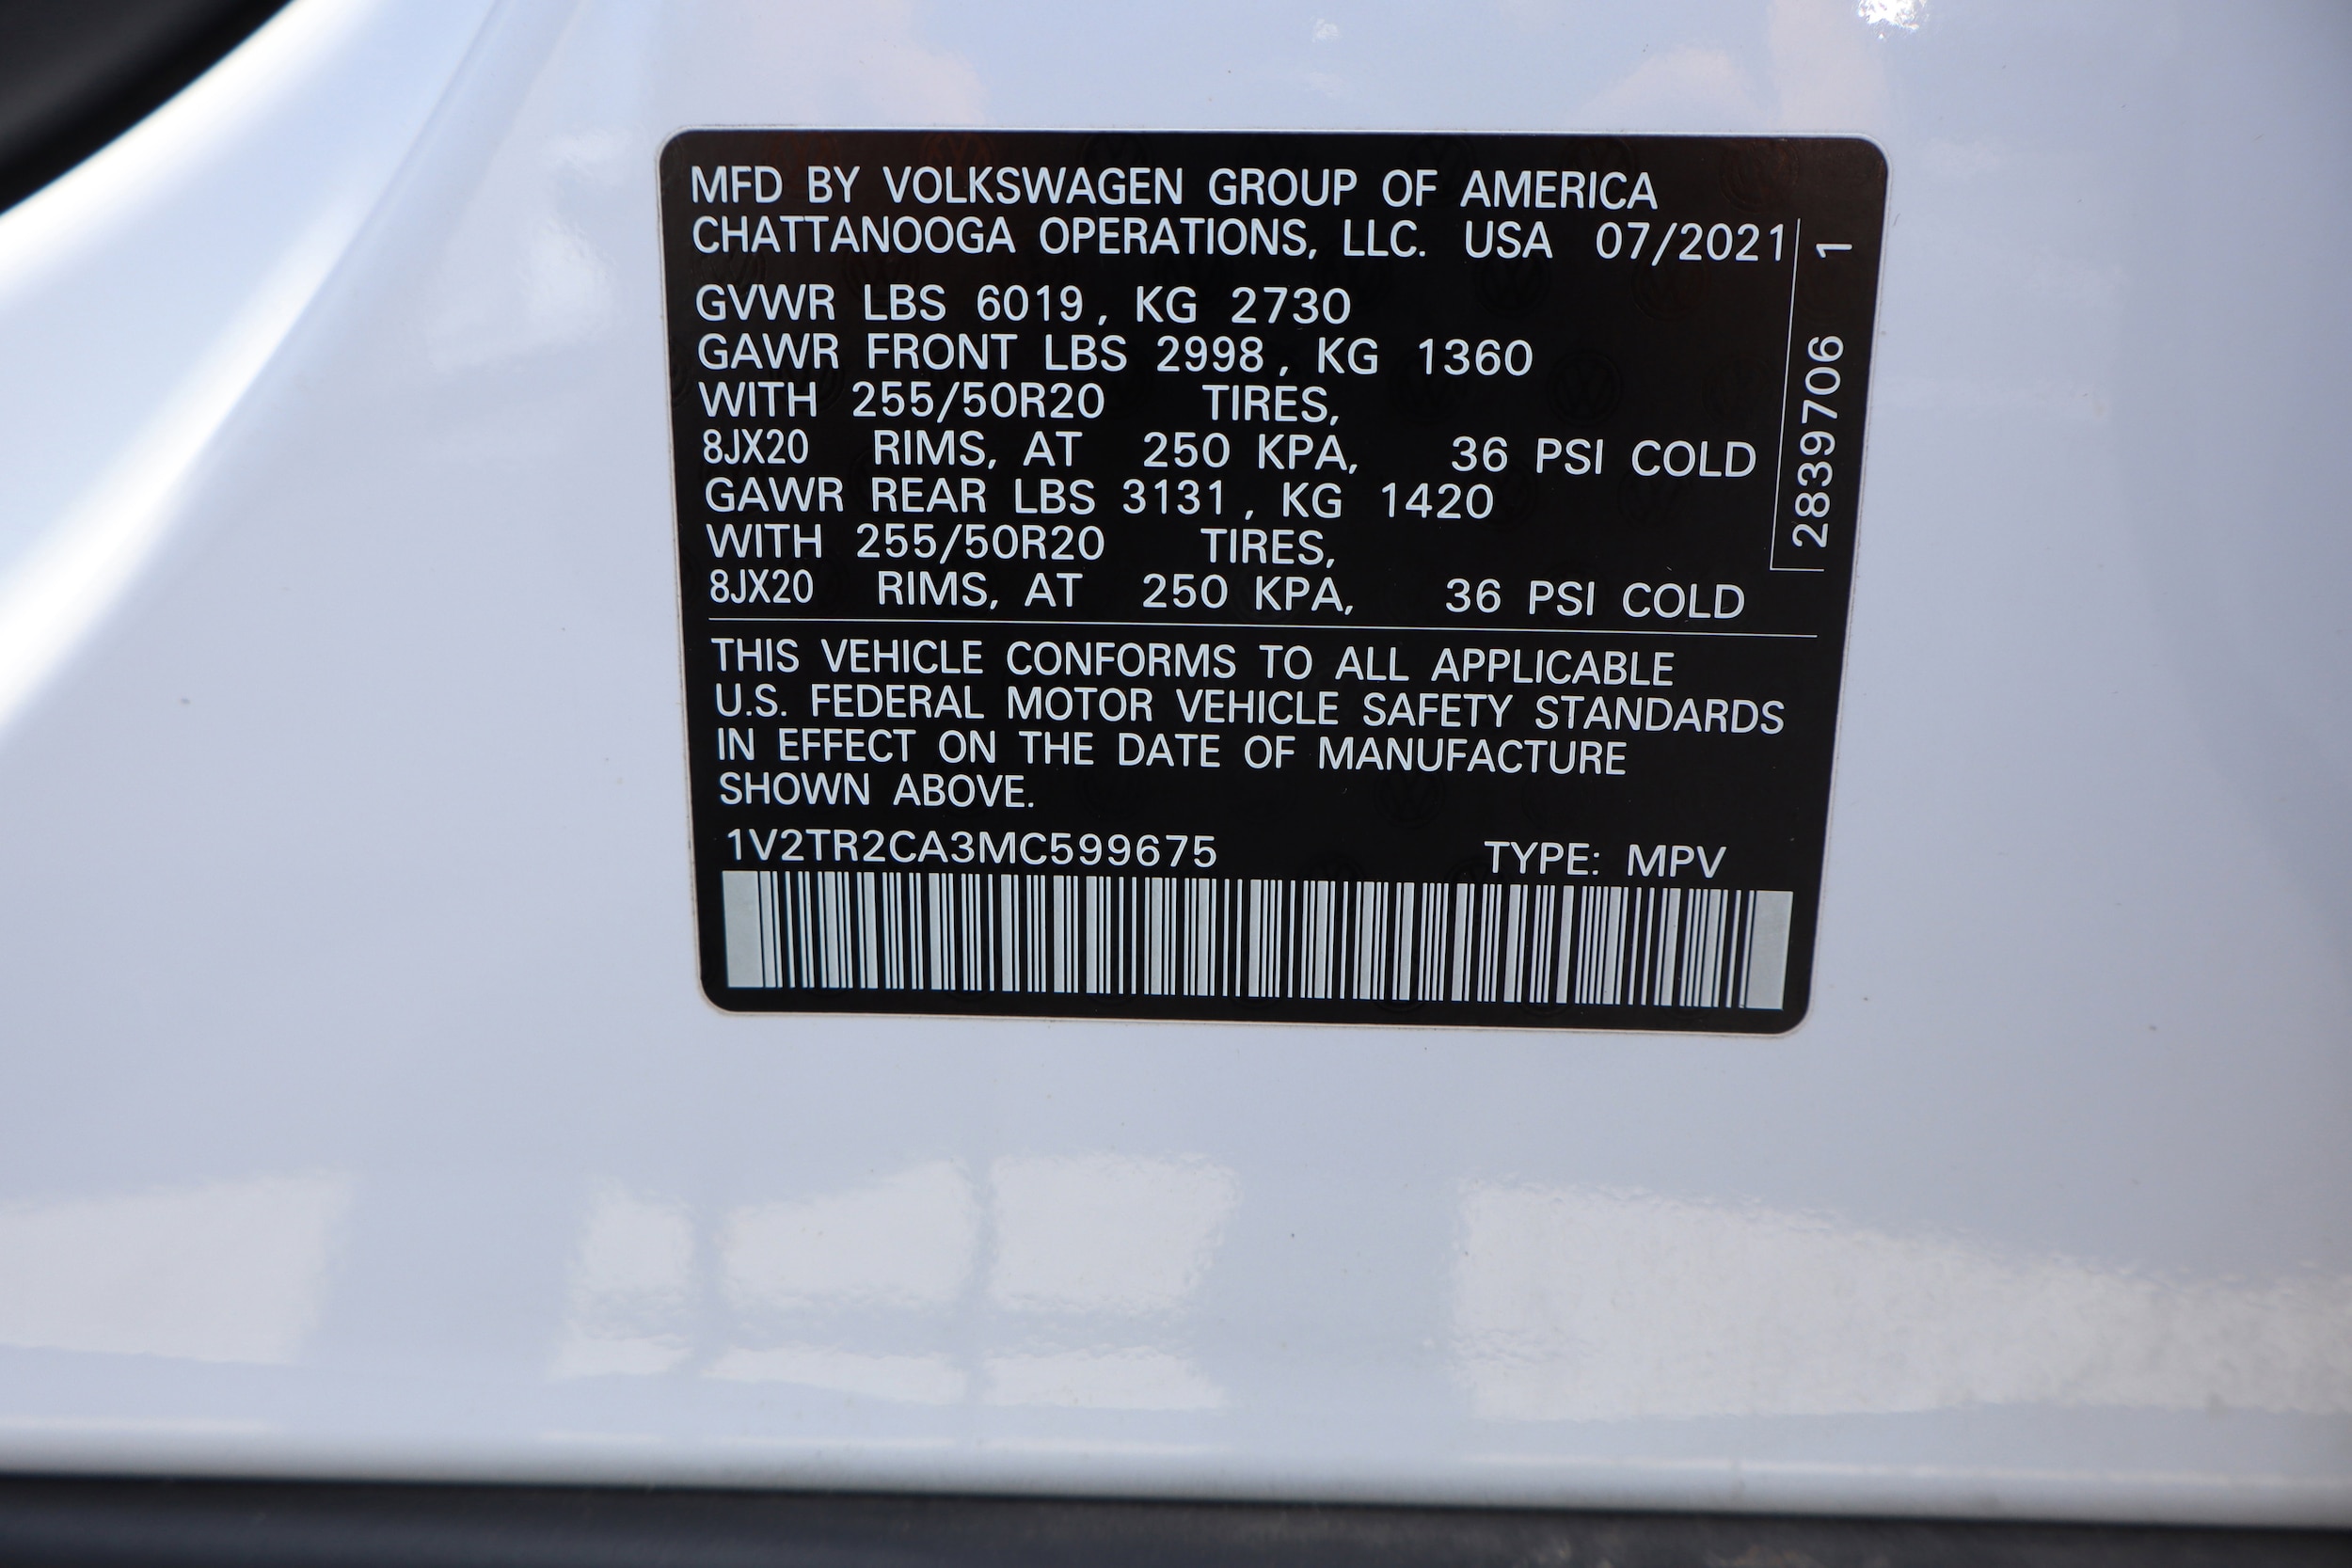 MFD BY VOLKSWAGEN GROUP OF AMERICA
CHATTANOOGA OPERATIONS, LLC. USA 07/2021
GVWR LBS 6019, KG 2730
GAWR FRONT LBS 2998, KG 1360
WITH 255/50R20 TIRES,
8JX20 RIMS, AT 250 KPA, 36 PSI COLD
GAWR REAR LBS 3131, KG 1420
WITH 255/50R20 TIRES,
8JX20 RIMS, AT 250 KPA, 36 PSI COLD
2839706 1
THIS VEHICLE CONFORMS TO ALL APPLICABLE
U.S. FEDERAL MOTOR VEHICLE SAFETY STANDARDS
IN EFFECT ON THE DATE OF MANUFACTURE
SHOWN ABOVE.
1V2TR2CA3MC599675 TYPE: MPV